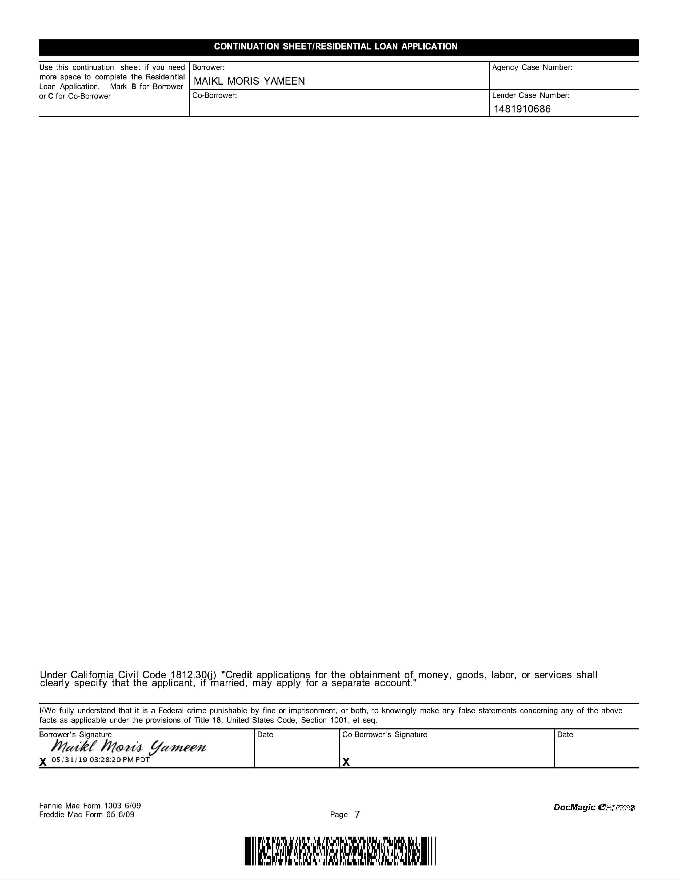 CONTINUATION SHEET/RESIDENTIAL LOAN APPLICATION
Use this continuation sheet if you need
more space to complete the Residential
Loan Application. Mark B for Borrower
or C for Co-Borrower
Borrower:
MAIKL MORIS YAMEEN
Agency Case Number:
Co-Borrower:
Lender Case Number:
1481910686
Under California Civil Code 1812.30(j) "Credit applications for the obtainment of money, goods, labor, or services shall
clearly specify that the applicant, if married, may apply for a separate account."
I/We fully understand that it is a Federal crime punishable by fine or imprisonment, or both, to knowingly make any false statements concerning any of the above
facts as applicable under the provisions of Title 18, United States Code, Section 1001, et seq.
Borrower's Signature
Date
Co-Borrower's Signature
Date
Maikl Moris Yameen
X 05/31/19 03:28:20 PM PDT
X
Fannie Mae Form 1003 6/09
Freddie Mac Form 65 6/09
Page 7
DocMagic